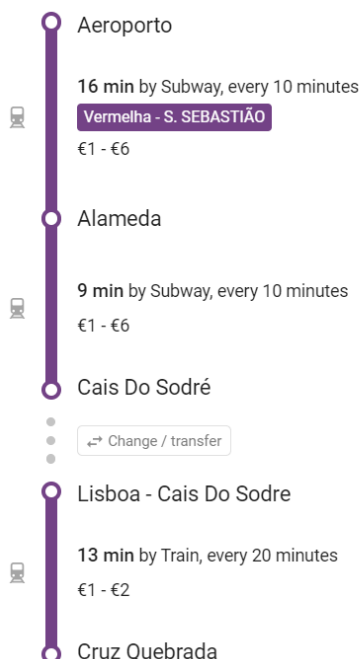 Aeroporto
16 min by Subway, every 10 minutes
Vermelha - S. SEBASTIÃO
€1 - €6
Alameda
9 min by Subway, every 10 minutes
€1 - €6
Cais Do Sodré
Change / transfer
Lisboa - Cais Do Sodre
13 min by Train, every 20 minutes
€1 - €2
Cruz Quebrada